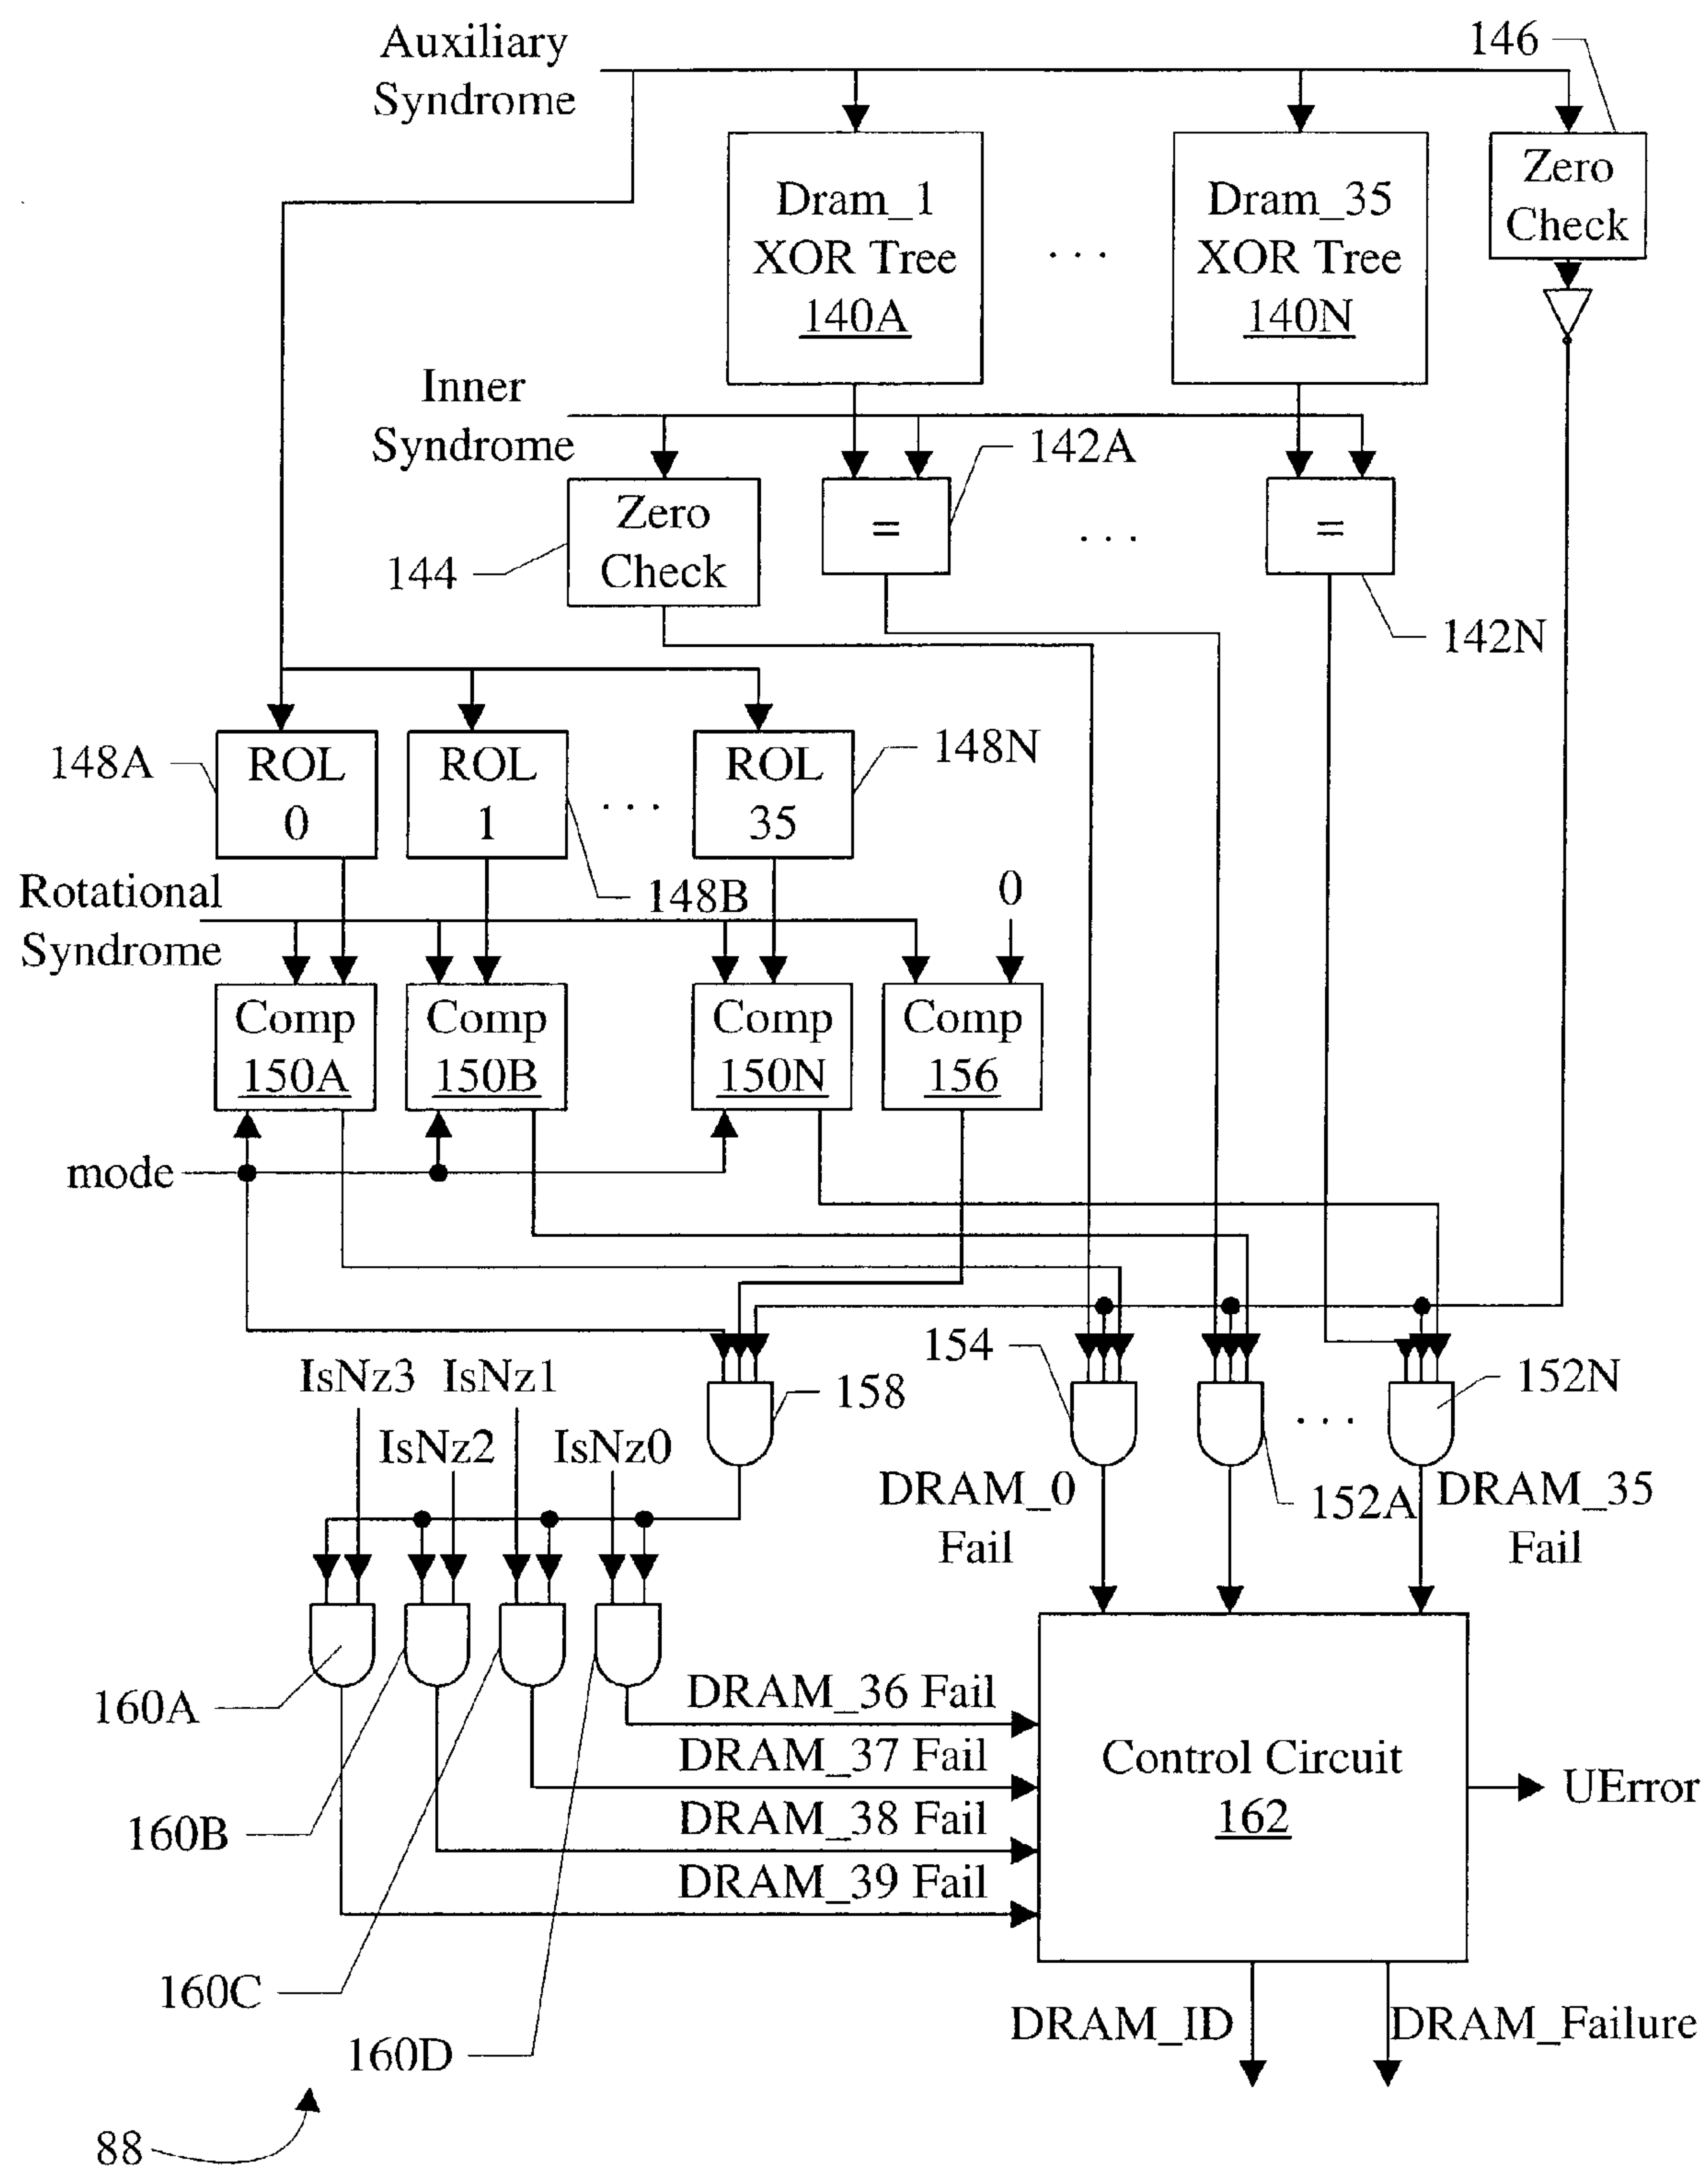 Auxiliary
Syndrome
146
Dram_1
XOR Tree
140A
. . .
Dram_35
XOR Tree
140N
Zero
Check
Inner
Syndrome
142A
Zero
Check
=
. . .
=
144
142N
148A
ROL
0
ROL
1
. . .
ROL
35
148N
Rotational
Syndrome
148B
0
Comp
150A
Comp
150B
Comp
150N
Comp
156
mode
154
152N
IsNz3
IsNz1
158
IsNz2
IsNz0
. . .
DRAM_0
Fail
152A
DRAM_35
Fail
160A
DRAM_36 Fail
DRAM_37 Fail
Control Circuit
162
UError
160B
DRAM_38 Fail
DRAM_39 Fail
160C
160D
DRAM_ID
DRAM_Failure
88